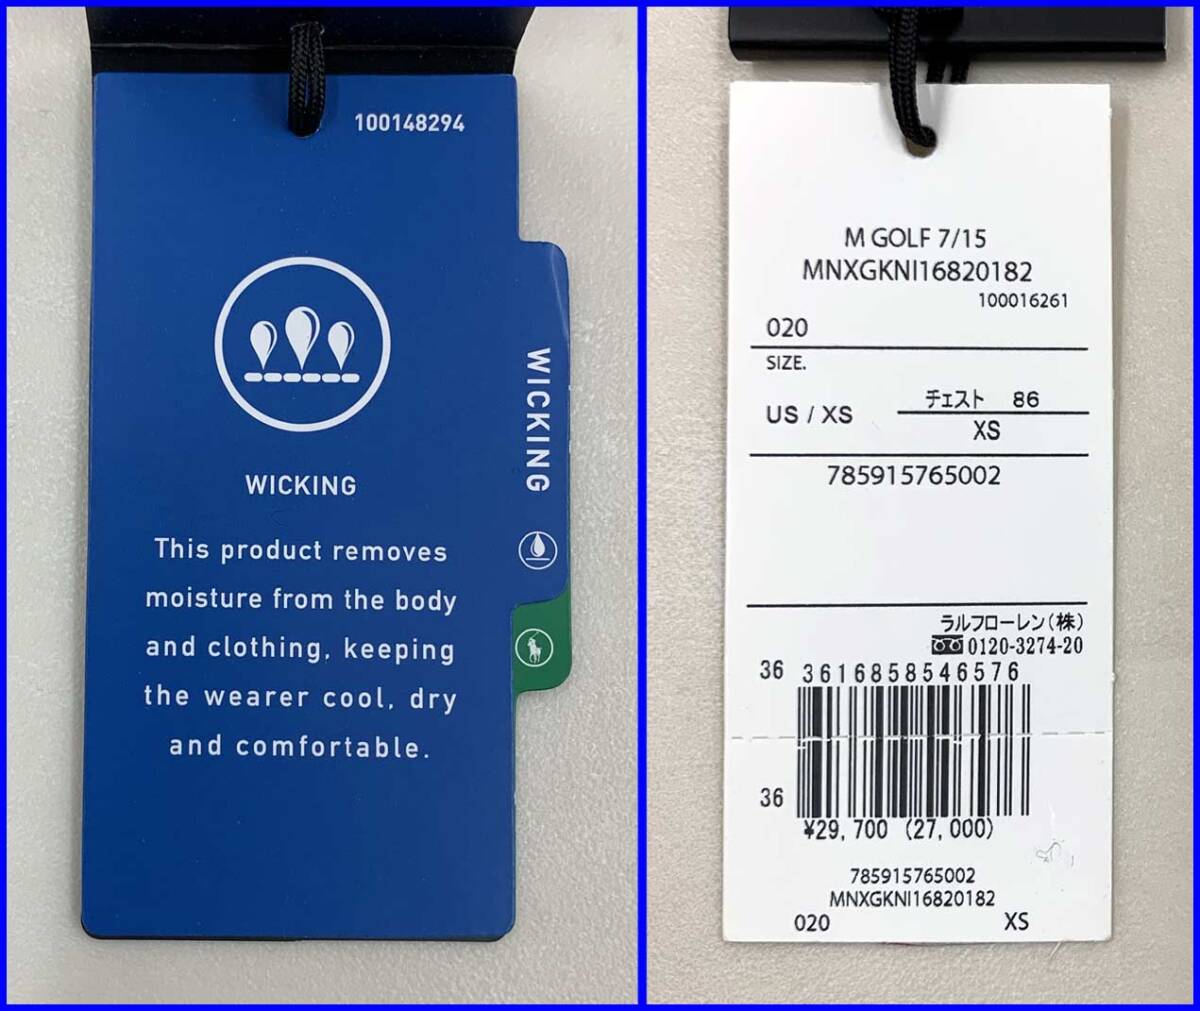 100148294
WICKING
WICKING
This product removes
moisture from the body
and clothing, keeping
the wearer cool, dry
and comfortable.
M GOLF 7/15
MNXGKNI16820182
100016261
020
SIZE.
US / XS
チェスト 86
XS
785915765002
ラルフローレン(株)
0120-3274-20
36 3616858546576
36
¥29,700 (27,000)
785915765002
MNXGKNI16820182
020 XS